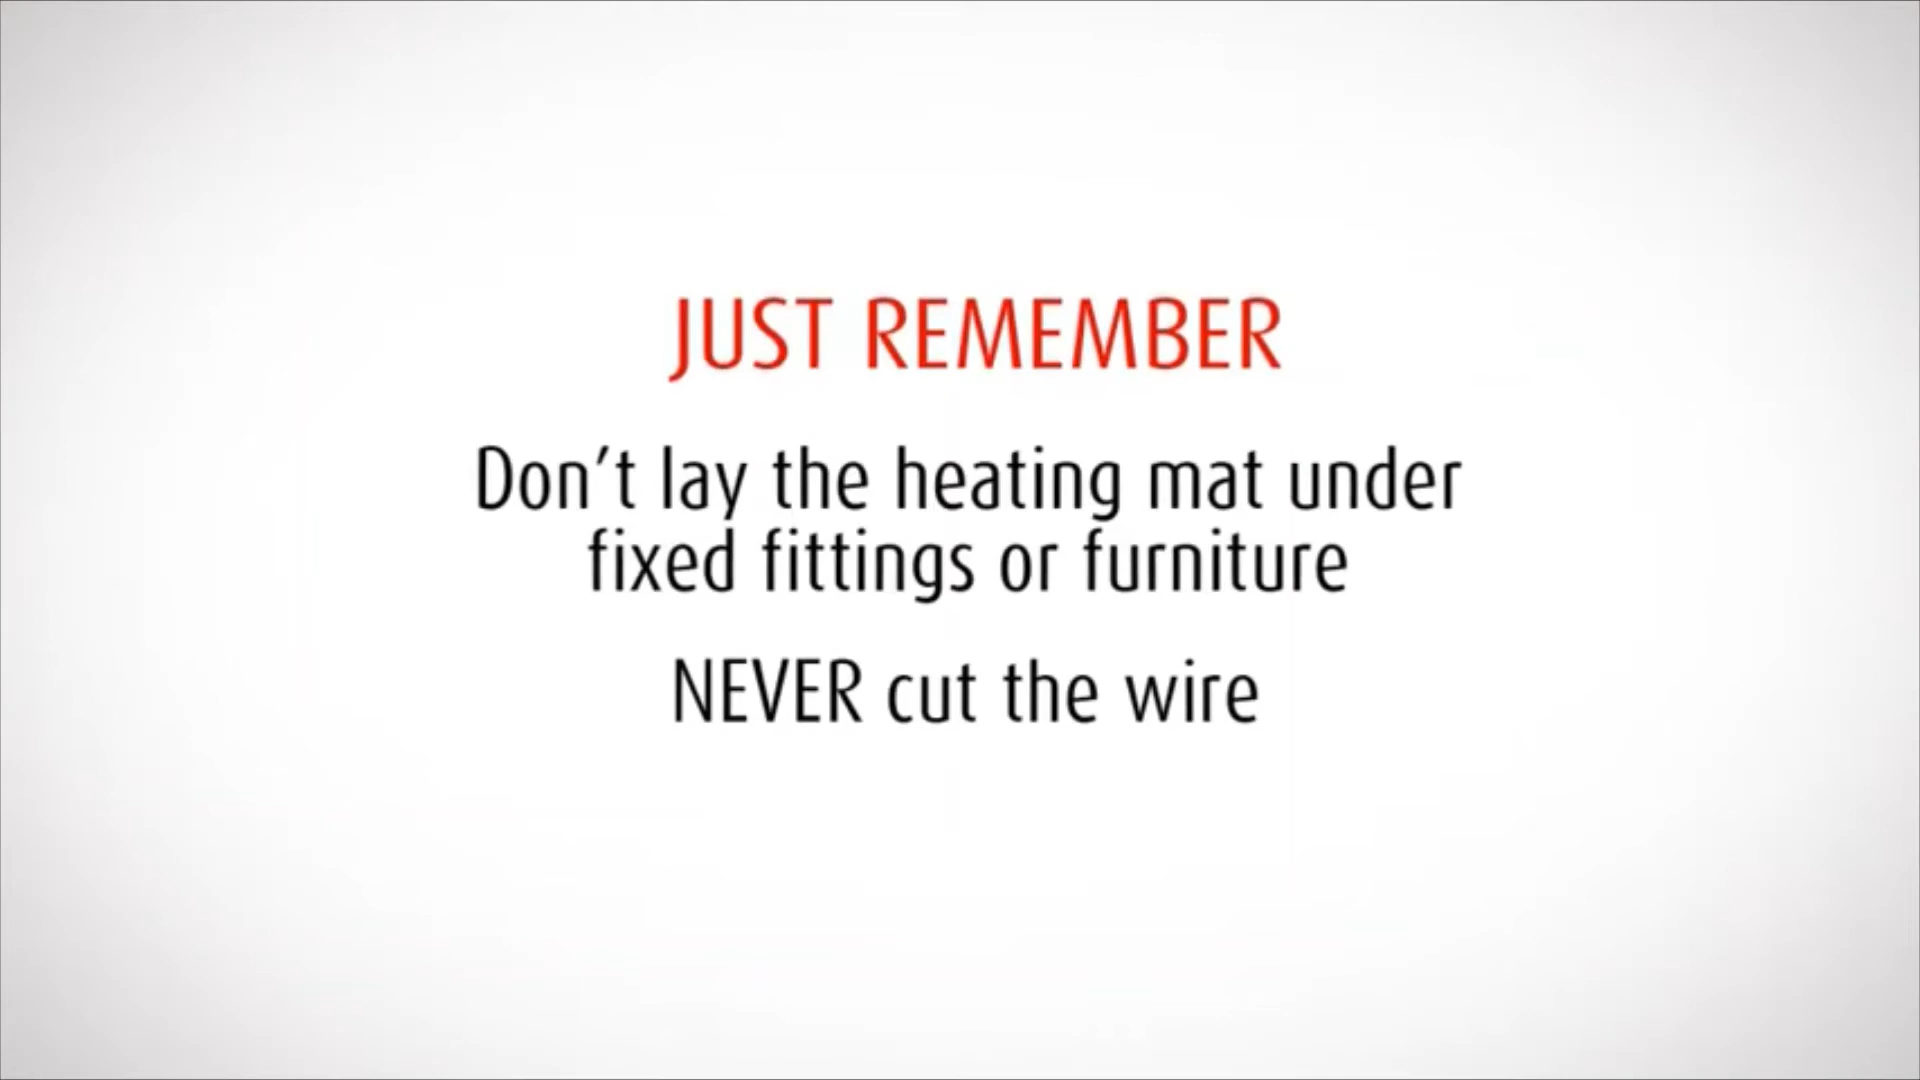 JUST REMEMBER
Don’t lay the heating mat under
fixed fittings or furniture
NEVER cut the wire